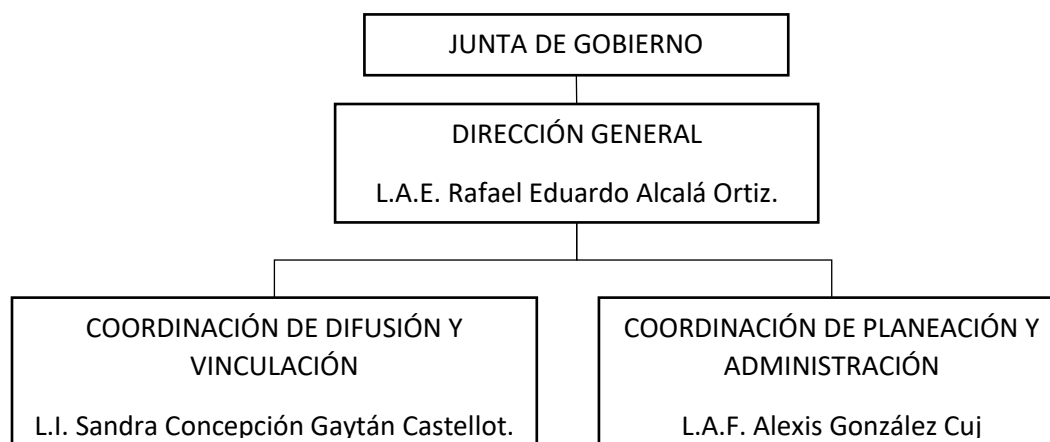 JUNTA DE GOBIERNO
DIRECCIÓN GENERAL
L.A.E. Rafael Eduardo Alcalá Ortiz.
COORDINACIÓN DE DIFUSIÓN Y
VINCULACIÓN
L.I. Sandra Concepción Gaytán Castellot.
COORDINACIÓN DE PLANEACIÓN Y
ADMINISTRACIÓN
L.A.F. Alexis González Cuj